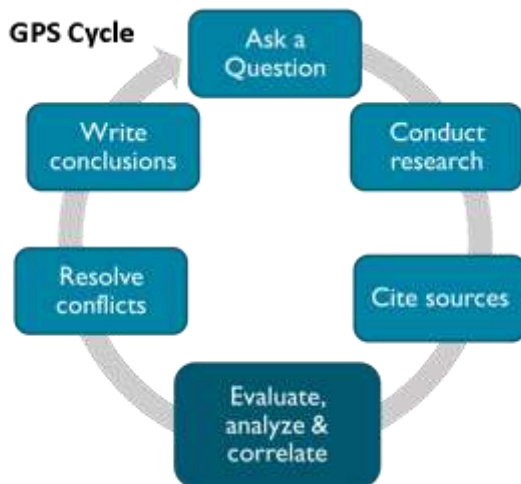 GPS Cycle
Ask a
Question
Conduct
research
Cite sources
Evaluate,
analyze &
correlate
Resolve
conflicts
Write
conclusions